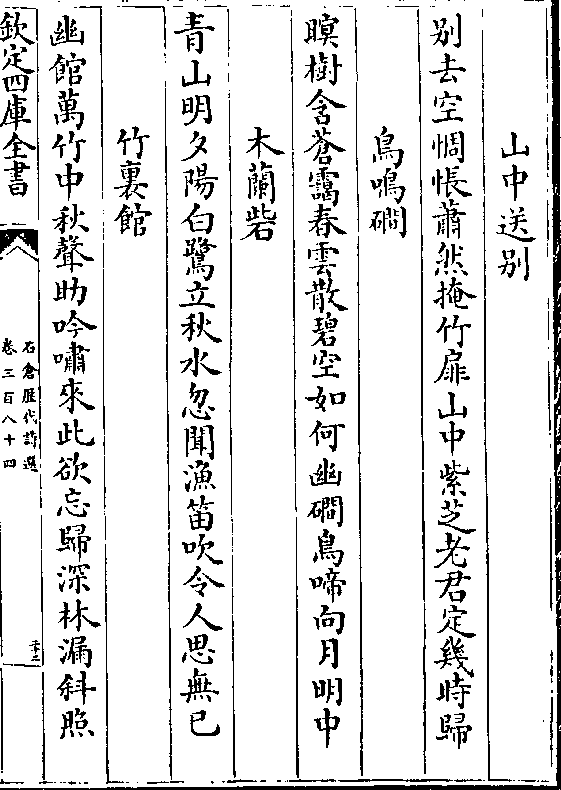 山中送别
别去空惆悵蕭然掩竹扉山中紫芝老君定幾時歸
鳥鳴磵
暝樹含蒼靄春雲散碧空如何幽磵鳥啼向月明中
木蘭砦
青山明夕陽白鷺立秋水忽聞漁笛吹令人思無已
竹裏館
幽館萬竹中秋聲助吟嘯來此欲忘歸深林漏斜照
欽定四庫全書
石倉歴代詩選
卷三百八十四